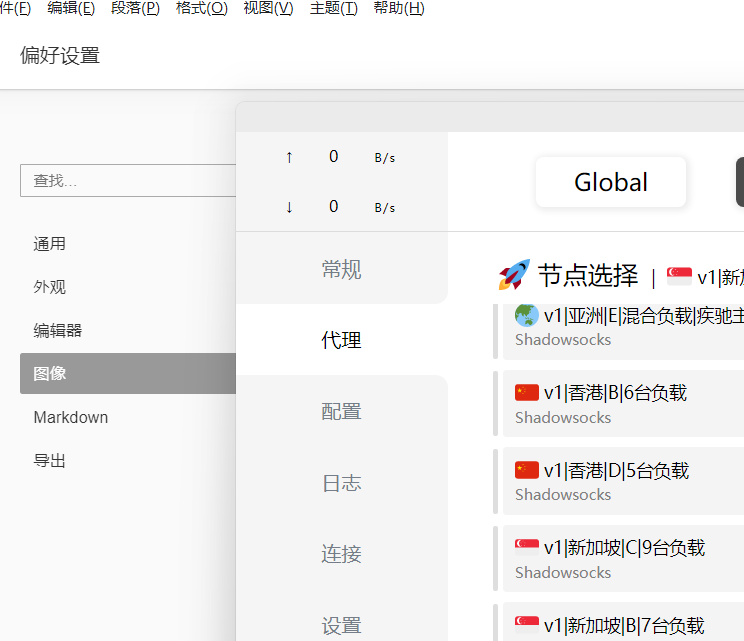 件(F) 编辑(E) 段落(P) 格式(O) 视图(V) 主题(T) 帮助(H)
偏好设置
查找...
通用
外观
编辑器
图像
Markdown
导出
↑ 0 B/s
↓ 0 B/s
常规
代理
配置
日志
连接
设置
Global
节点选择 | v1|新加
v1|亚洲|E|混合负载|疾驰主
Shadowsocks
v1|香港|B|6台负载
Shadowsocks
v1|香港|D|5台负载
Shadowsocks
v1|新加坡|C|9台负载
Shadowsocks
v1|新加坡|B|7台负载